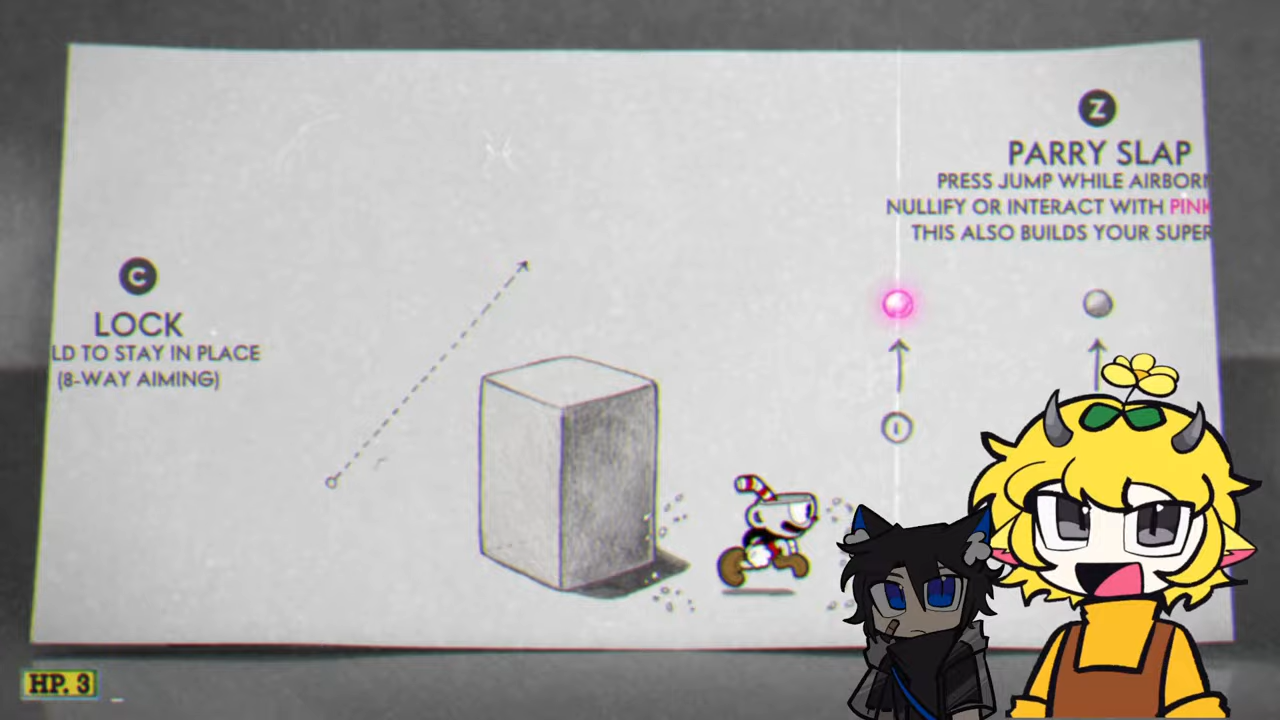 C
LOCK
LD TO STAY IN PLACE
(8-WAY AIMING)
Z
PARRY SLAP
PRESS JUMP WHILE AIRBOR
NULLIFY OR INTERACT WITH PINK
THIS ALSO BUILDS YOUR SUPER
HP. 3